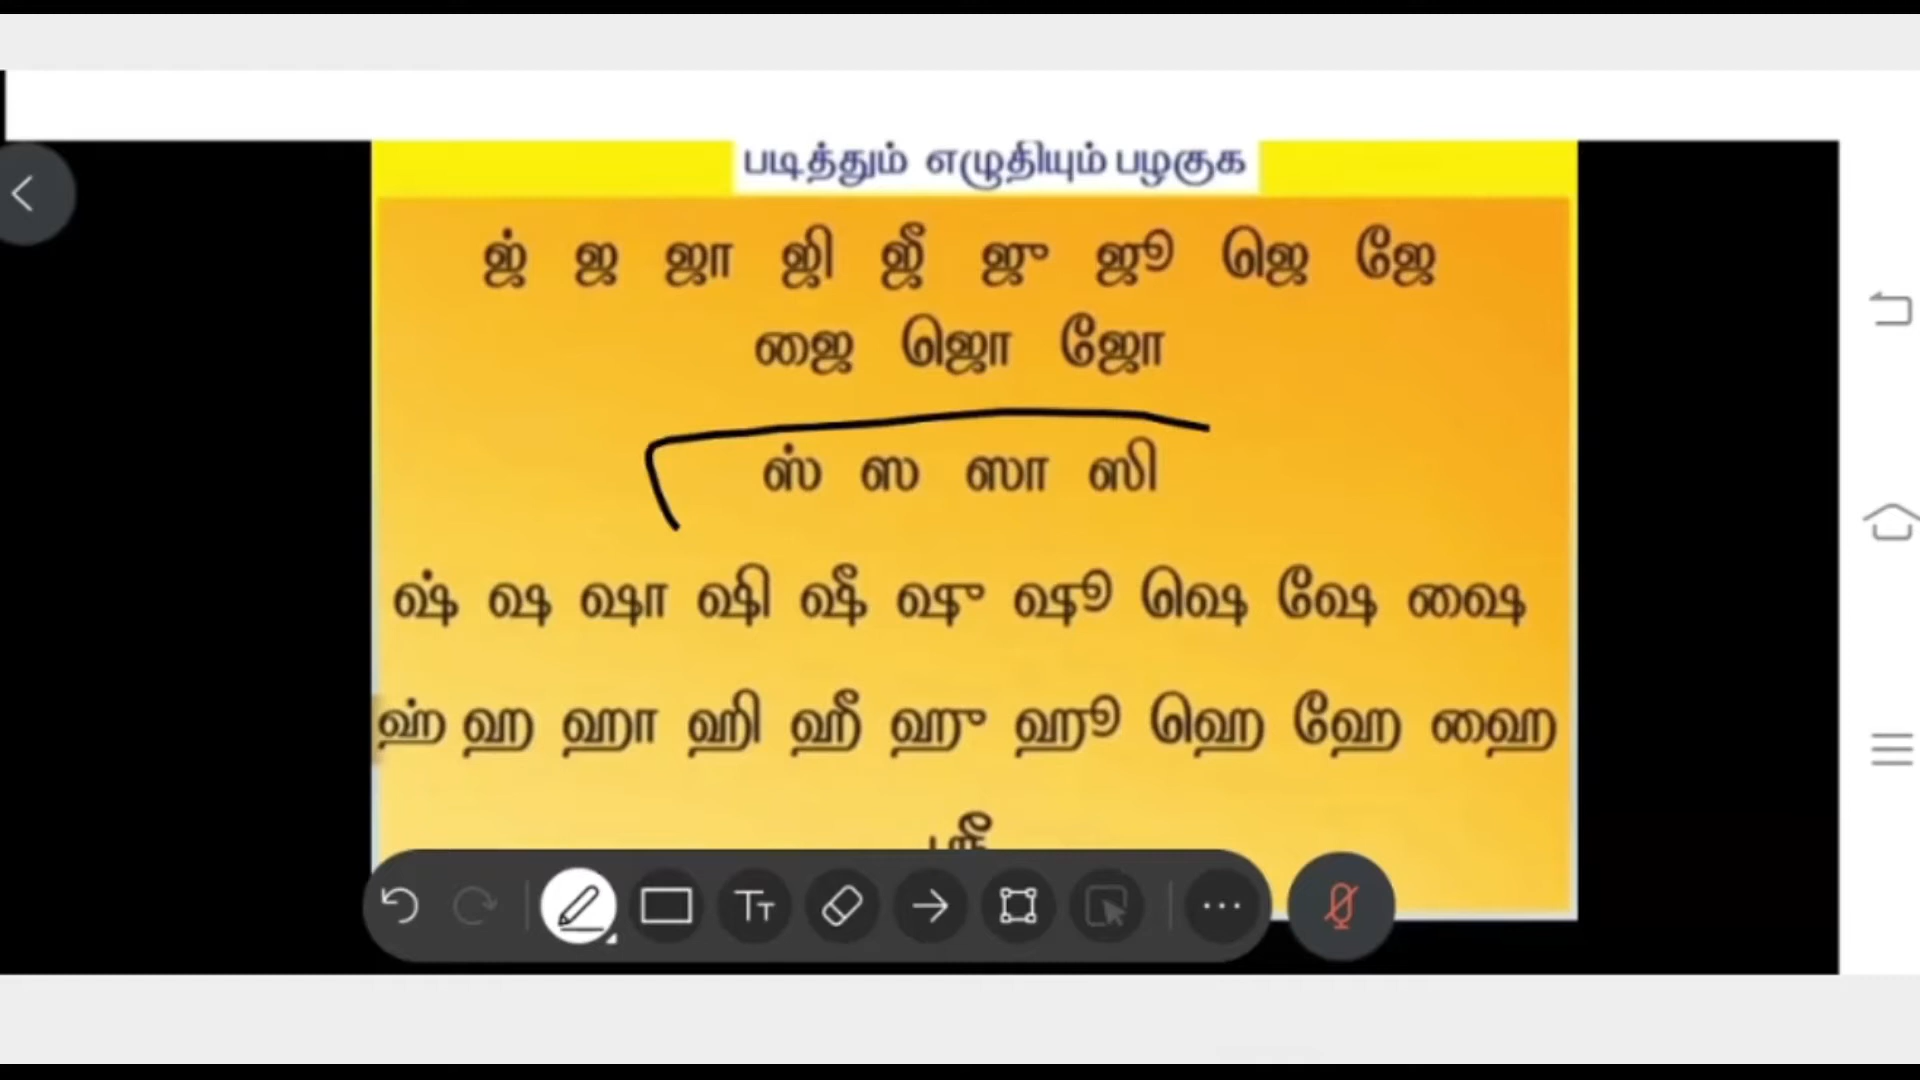 படித்தும் எழுதியும் பழகுக
ஜ் ஜ ஜா ஜி ஜீ ஜு ஜூ ஜெ ஜே
ஜை ஜொ ஜோ
ஸ் ஸ ஸா ஸி
ஷ் ஷ ஷா ஷி ஷீ ஷு ஷூ ஷெ ஷே ஷை
ஹ் ஹ ஹா ஹி ஹீ ஹு ஹூ ஹெ ஹே ஹை
ஸ்ரீ